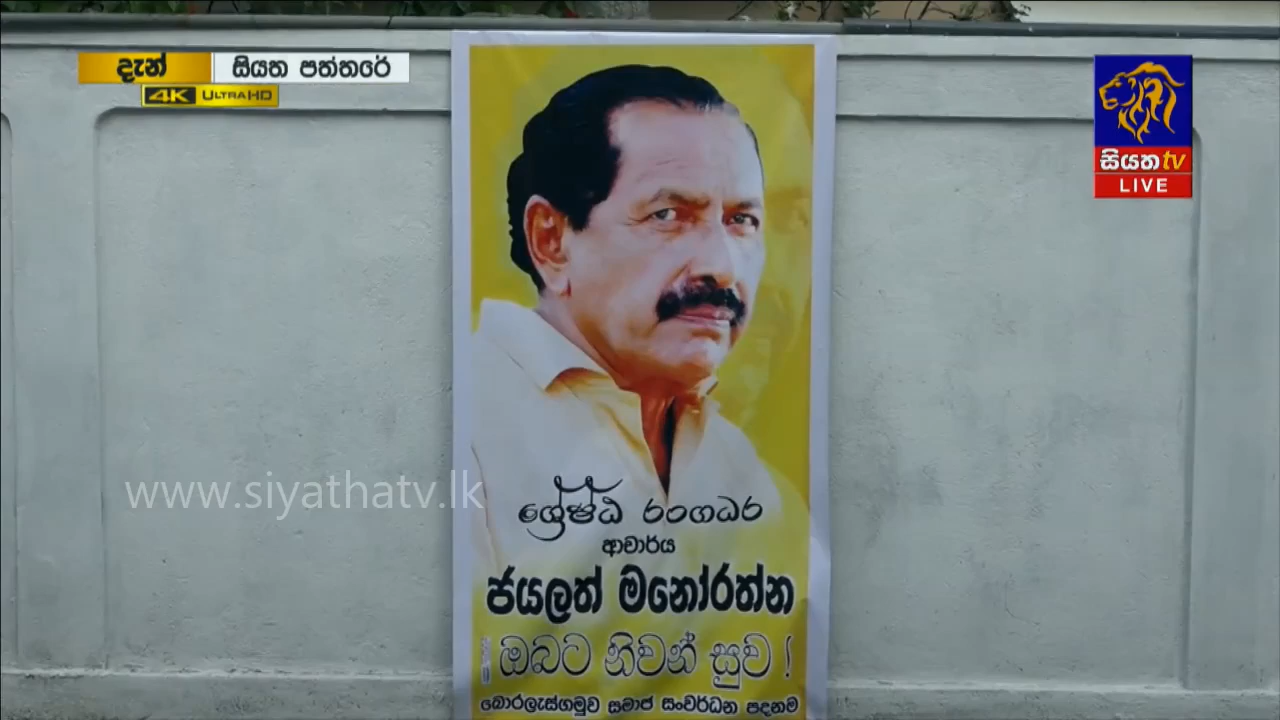 දැන් සියත පත්තරේ
4K ULTRA HD
සියත tv
LIVE
www.siyathatv.lk
ශ්‍රේෂ්ඨ රංගධර
ආචාර්ය
ජයලත් මනෝරත්න
ඔබට නිවන් සුව !
බොරලැස්ගමුව සමාජ සංවර්ධන පදනම